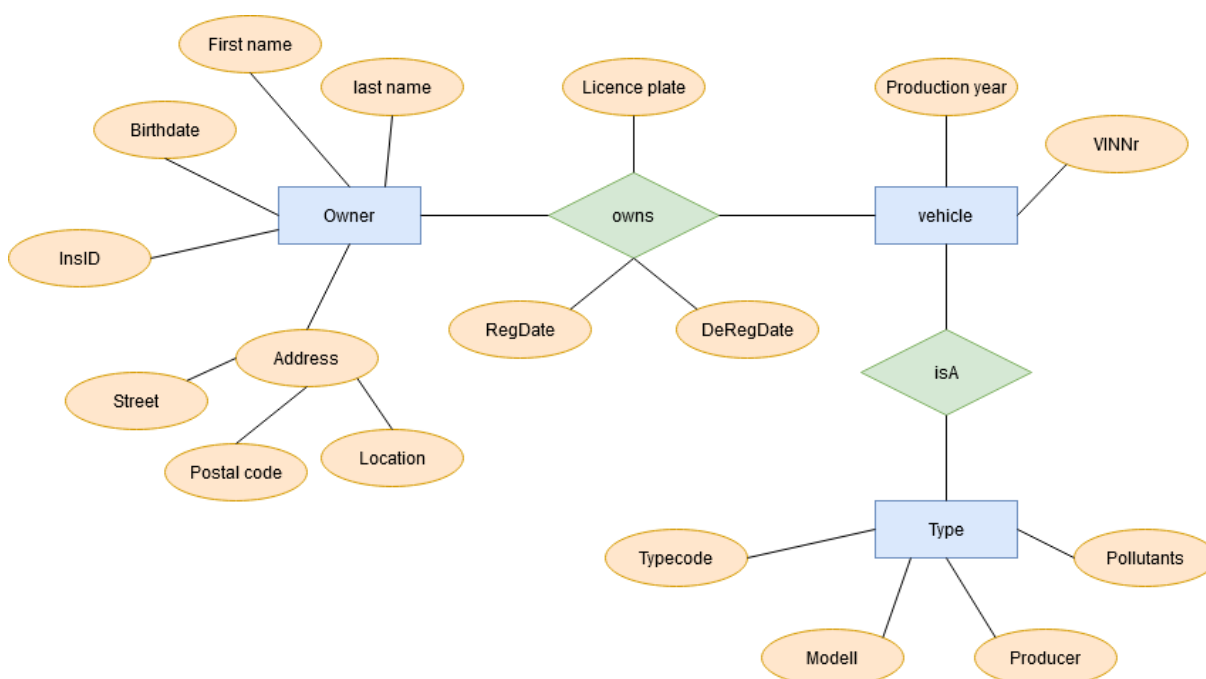 First name
last name
Licence plate
Production year
Birthdate
VINNr
Owner
owns
vehicle
InsID
RegDate
DeRegDate
Address
isA
Street
Location
Postal code
Type
Typecode
Pollutants
Modell
Producer